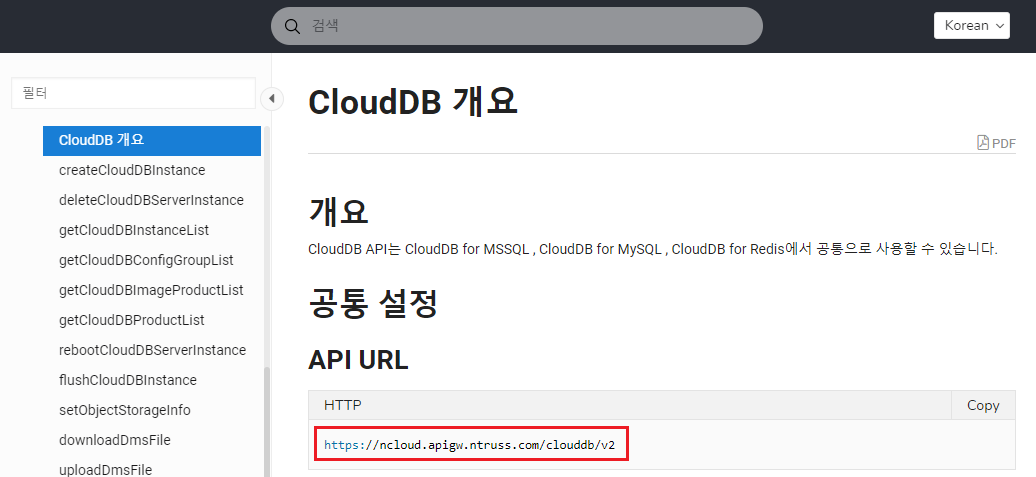 검색
Korean
필터
CloudDB 개요
createCloudDBInstance
deleteCloudDBServerInstance
getCloudDBInstanceList
getCloudDBConfigGroupList
getCloudDBImageProductList
getCloudDBProductList
rebootCloudDBServerInstance
flushCloudDBInstance
setObjectStorageInfo
downloadDmsFile
uploadDmsFile
CloudDB 개요
PDF
개요
CloudDB API는 CloudDB for MSSQL , CloudDB for MySQL , CloudDB for Redis에서 공통으로 사용할 수 있습니다.
공통 설정
API URL
HTTP
Copy
https://ncloud.apigw.ntruss.com/clouddb/v2